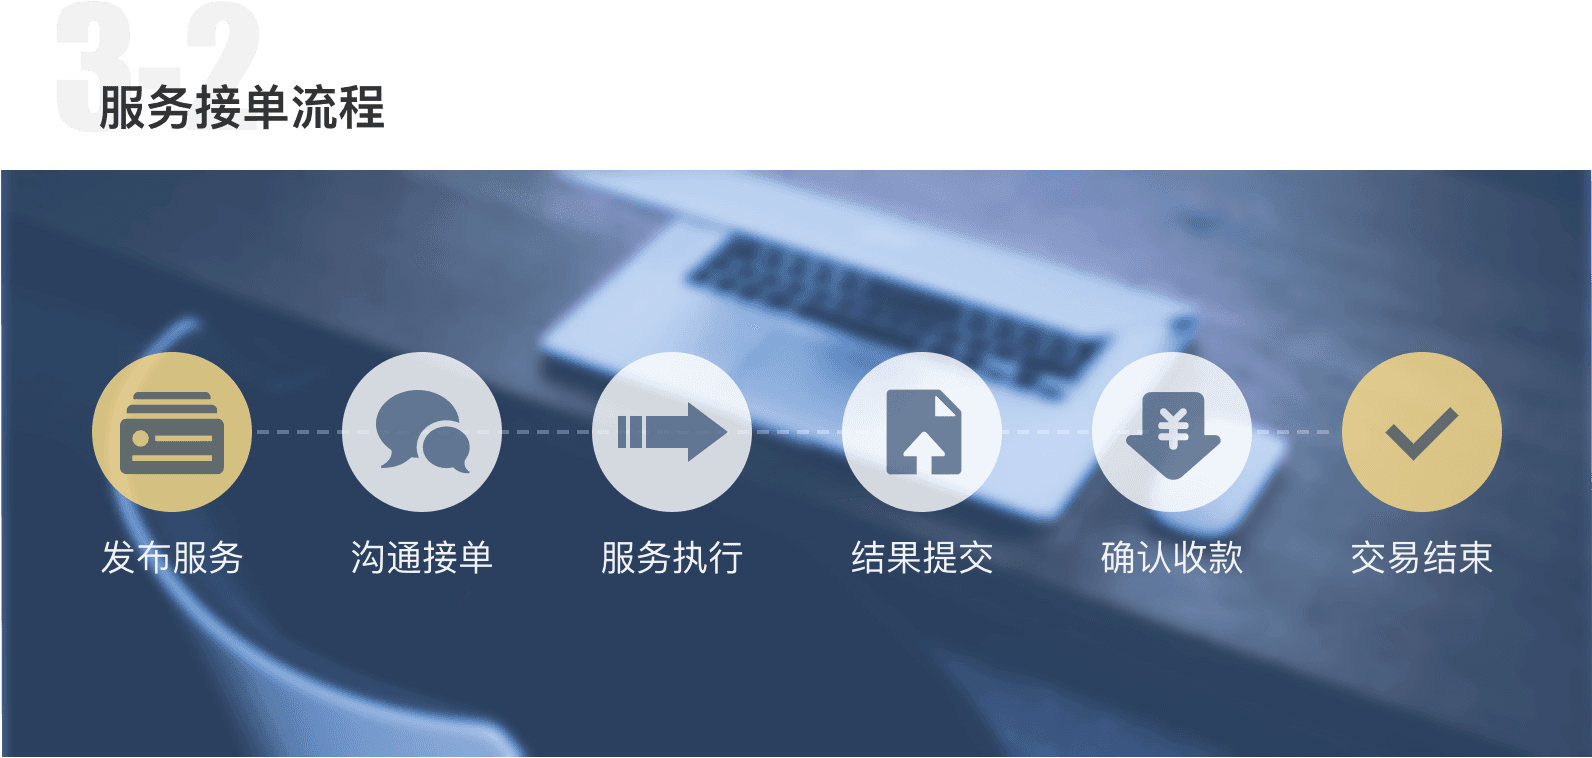 3-2
服务接单流程
发布服务
沟通接单
服务执行
结果提交
确认收款
交易结束